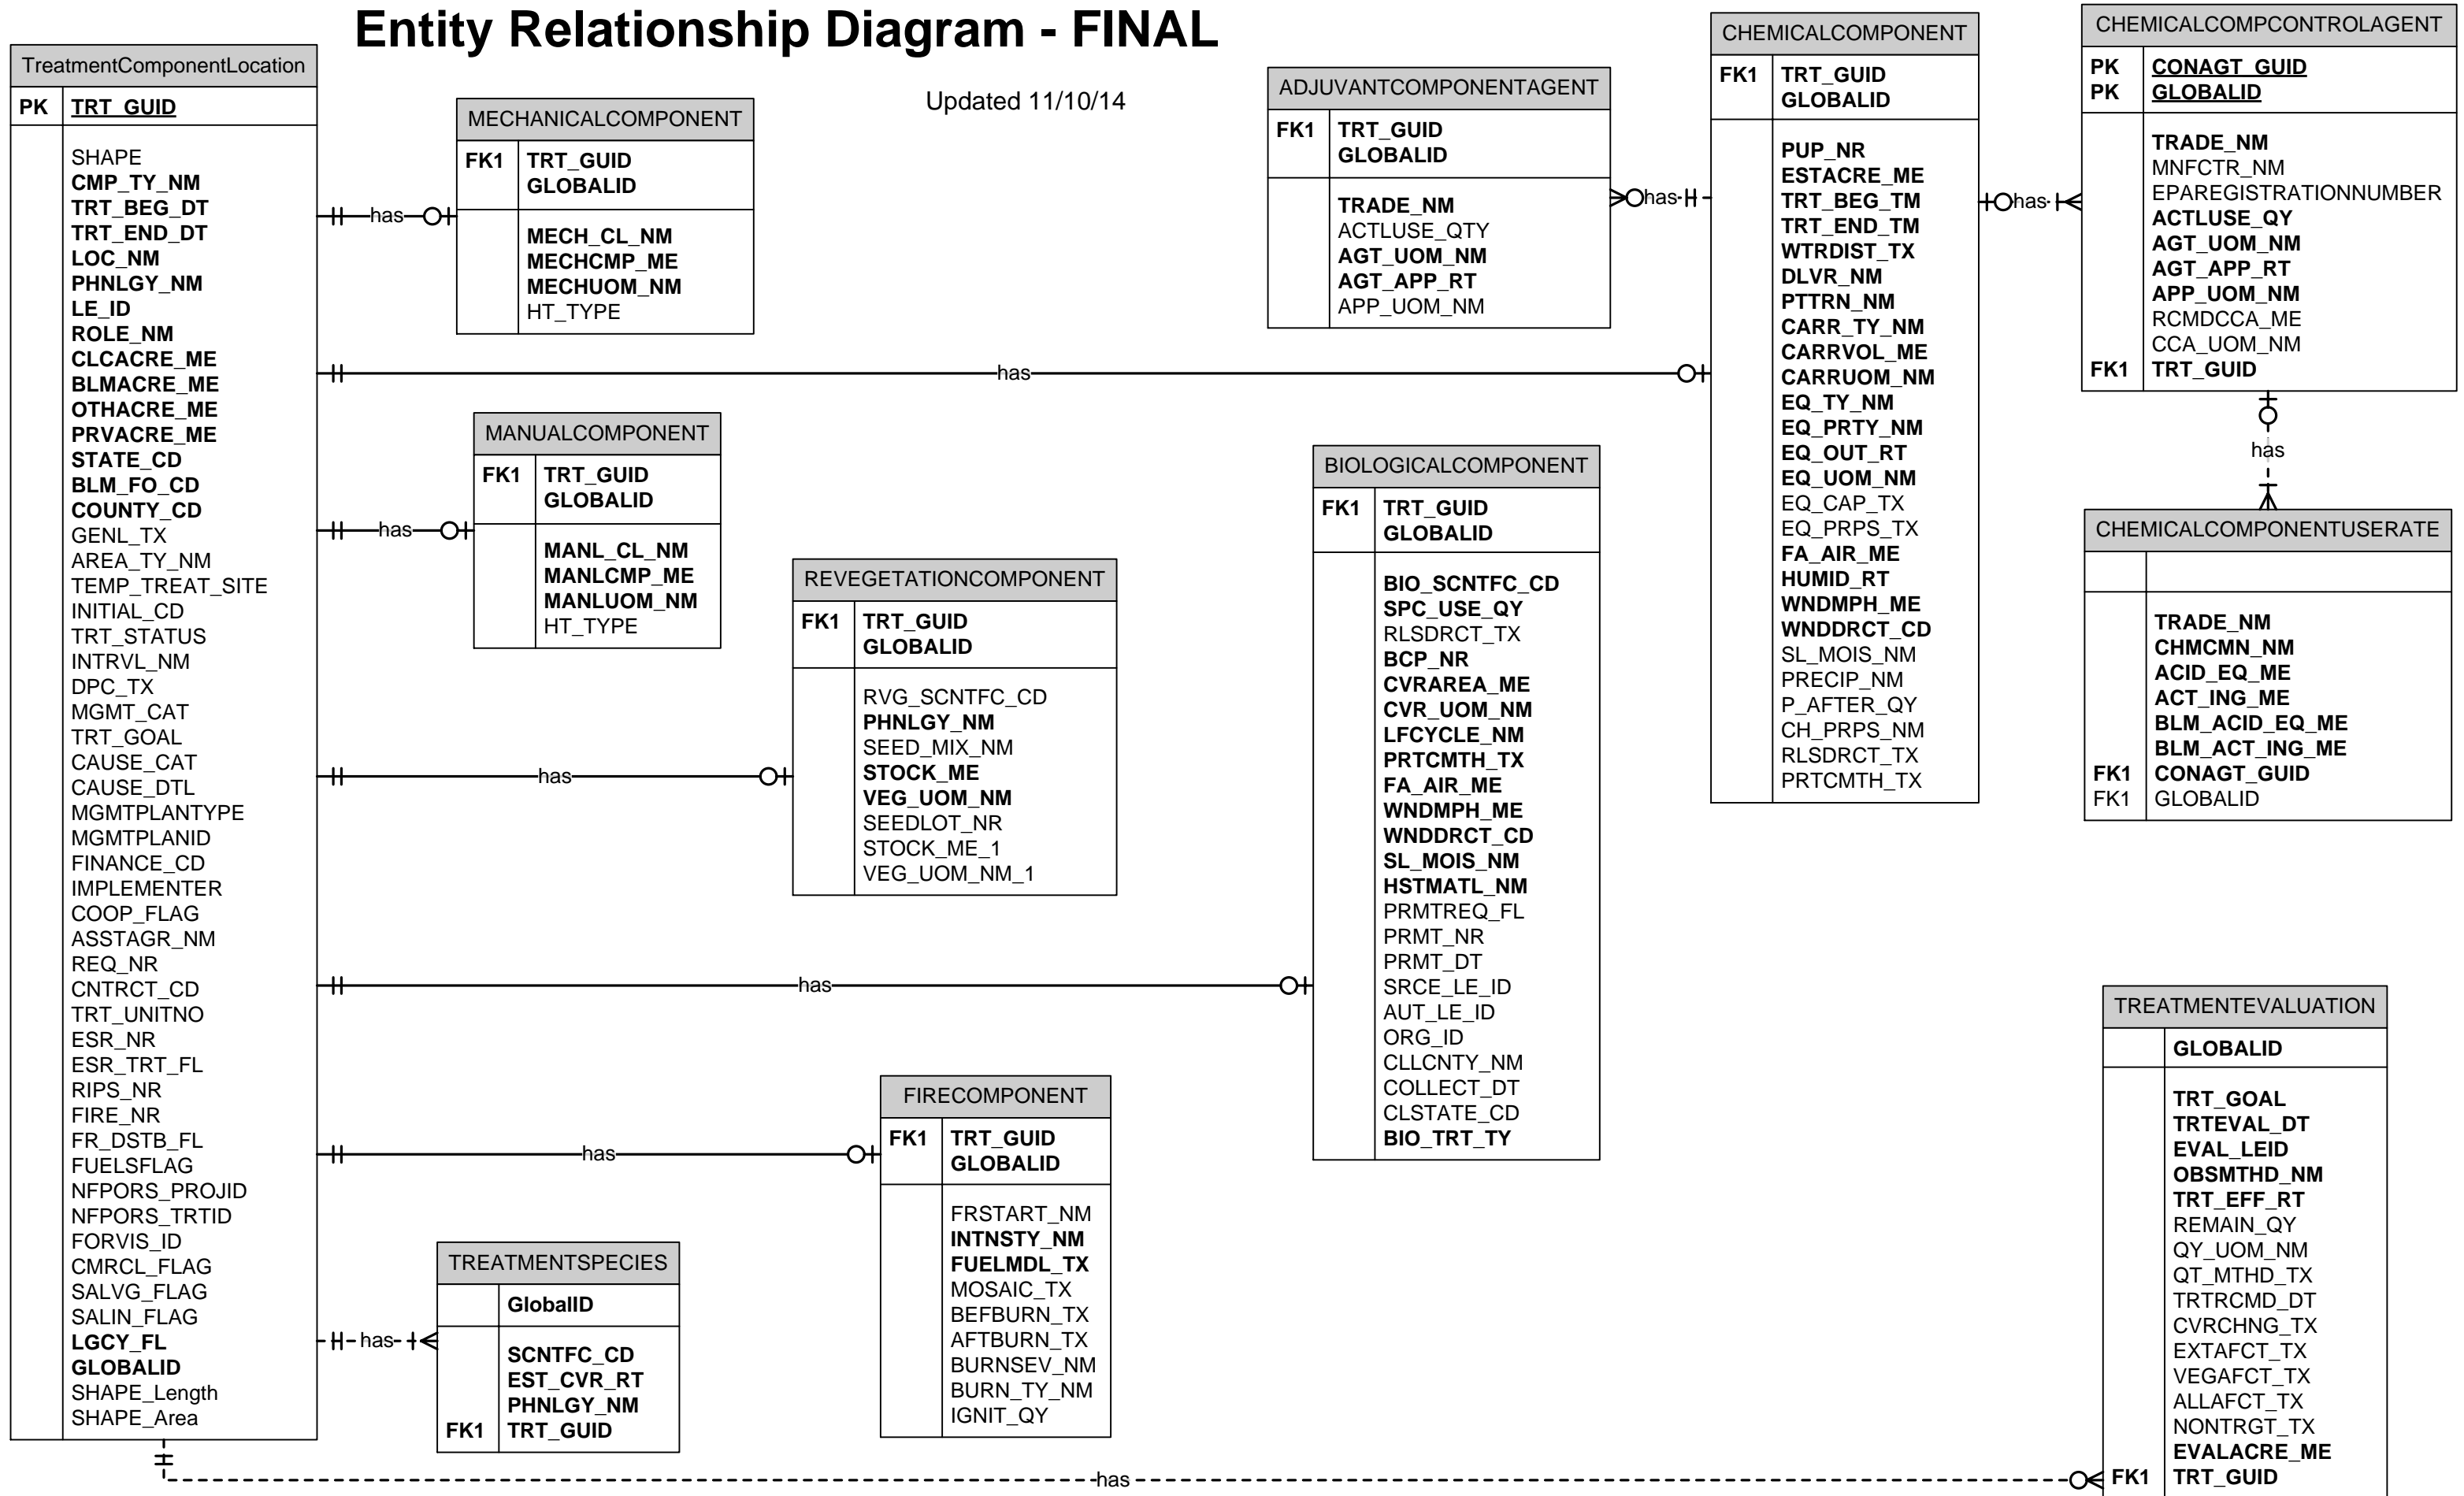 Entity Relationship Diagram - FINAL
Updated 11/10/14
TreatmentComponentLocation
PK TRT_GUID
SHAPE
CMP_TY_NM
TRT_BEG_DT
TRT_END_DT
LOC_NM
PHNLGY_NM
LE_ID
ROLE_NM
CLCACRE_ME
BLMACRE_ME
OTHACRE_ME
PRVACRE_ME
STATE_CD
BLM_FO_CD
COUNTY_CD
GENL_TX
AREA_TY_NM
TEMP_TREAT_SITE
INITIAL_CD
TRT_STATUS
INTRVL_NM
DPC_TX
MGMT_CAT
TRT_GOAL
CAUSE_CAT
CAUSE_DTL
MGMTPLANTYPE
MGMTPLANID
FINANCE_CD
IMPLEMENTER
COOP_FLAG
ASSTAGR_NM
REQ_NR
CNTRCT_CD
TRT_UNITNO
ESR_NR
ESR_TRT_FL
RIPS_NR
FIRE_NR
FR_DSTB_FL
FUELSFLAG
NFPORS_PROJID
NFPORS_TRTID
FORVIS_ID
CMRCL_FLAG
SALVG_FLAG
SALIN_FLAG
LGCY_FL
GLOBALID
SHAPE_Length
SHAPE_Area
has
MECHANICALCOMPONENT
FK1 TRT_GUID
GLOBALID
MECH_CL_NM
MECHCMP_ME
MECHUOM_NM
HT_TYPE
has
has
MANUALCOMPONENT
FK1 TRT_GUID
GLOBALID
MANL_CL_NM
MANLCMP_ME
MANLUOM_NM
HT_TYPE
has
REVEGETATIONCOMPONENT
FK1 TRT_GUID
GLOBALID
RVG_SCNTFC_CD
PHNLGY_NM
SEED_MIX_NM
STOCK_ME
VEG_UOM_NM
SEEDLOT_NR
STOCK_ME_1
VEG_UOM_NM_1
has
BIOLOGICALCOMPONENT
FK1 TRT_GUID
GLOBALID
BIO_SCNTFC_CD
SPC_USE_QY
RLSDRCT_TX
BCP_NR
CVRAREA_ME
CVR_UOM_NM
LFCYCLE_NM
PRTCMTH_TX
FA_AIR_ME
WNDMPH_ME
WNDDRCT_CD
SL_MOIS_NM
HSTMATL_NM
PRMTREQ_FL
PRMT_NR
PRMT_DT
SRCE_LE_ID
AUT_LE_ID
ORG_ID
CLLCNTY_NM
COLLECT_DT
CLSTATE_CD
BIO_TRT_TY
has
FIRECOMPONENT
FK1 TRT_GUID
GLOBALID
FRSTART_NM
INTNSTY_NM
FUELMDL_TX
MOSAIC_TX
BEFBURN_TX
AFTBURN_TX
BURNSEV_NM
BURN_TY_NM
IGNIT_QY
has
TREATMENTSPECIES
GlobalID
SCNTFC_CD
EST_CVR_RT
PHNLGY_NM
FK1 TRT_GUID
has
ADJUVANTCOMPONENTAGENT
FK1 TRT_GUID
GLOBALID
TRADE_NM
ACTLUSE_QTY
AGT_UOM_NM
AGT_APP_RT
APP_UOM_NM
has
CHEMICALCOMPONENT
FK1 TRT_GUID
GLOBALID
PUP_NR
ESTACRE_ME
TRT_BEG_TM
TRT_END_TM
WTRDIST_TX
DLVR_NM
PTTRN_NM
CARR_TY_NM
CARRVOL_ME
CARRUOM_NM
EQ_TY_NM
EQ_PRTY_NM
EQ_OUT_RT
EQ_UOM_NM
EQ_CAP_TX
EQ_PRPS_TX
FA_AIR_ME
HUMID_RT
WNDMPH_ME
WNDDRCT_CD
SL_MOIS_NM
PRECIP_NM
P_AFTER_QY
CH_PRPS_NM
RLSDRCT_TX
PRTCMTH_TX
has
CHEMICALCOMPCONTROLAGENT
PK CONAGT_GUID
PK GLOBALID
TRADE_NM
MNFCTR_NM
EPAREGISTRATIONNUMBER
ACTLUSE_QY
AGT_UOM_NM
AGT_APP_RT
APP_UOM_NM
RCMDCCA_ME
CCA_UOM_NM
FK1 TRT_GUID
has
CHEMICALCOMPONENTUSERATE
TRADE_NM
CHMCMN_NM
ACID_EQ_ME
ACT_ING_ME
BLM_ACID_EQ_ME
BLM_ACT_ING_ME
FK1 CONAGT_GUID
FK1 GLOBALID
TREATMENTEVALUATION
GLOBALID
TRT_GOAL
TRTEVAL_DT
EVAL_LEID
OBSMTHD_NM
TRT_EFF_RT
REMAIN_QY
QY_UOM_NM
QT_MTHD_TX
TRTRCMD_DT
CVRCHNG_TX
EXTAFCT_TX
VEGAFCT_TX
ALLAFCT_TX
NONTRGT_TX
EVALACRE_ME
FK1 TRT_GUID